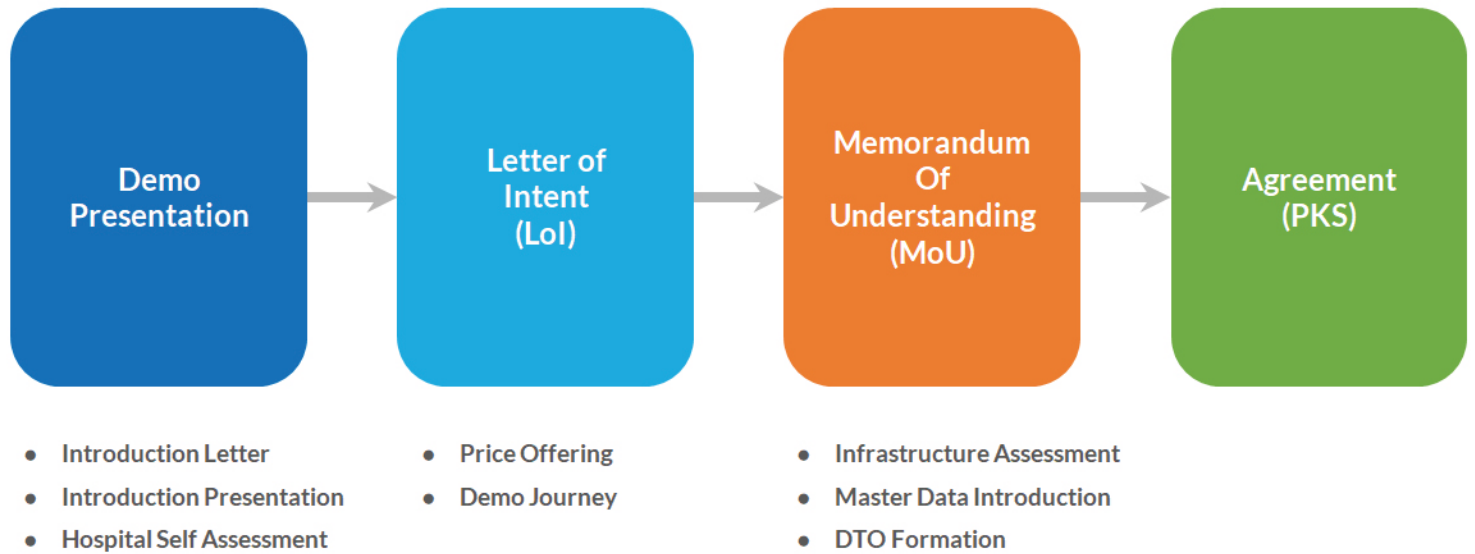 Demo
Presentation
Letter of
Intent
(LoI)
Memorandum
Of
Understanding
(MoU)
Agreement
(PKS)
• Introduction Letter
• Introduction Presentation
• Hospital Self Assessment
• Price Offering
• Demo Journey
• Infrastructure Assessment
• Master Data Introduction
• DTO Formation